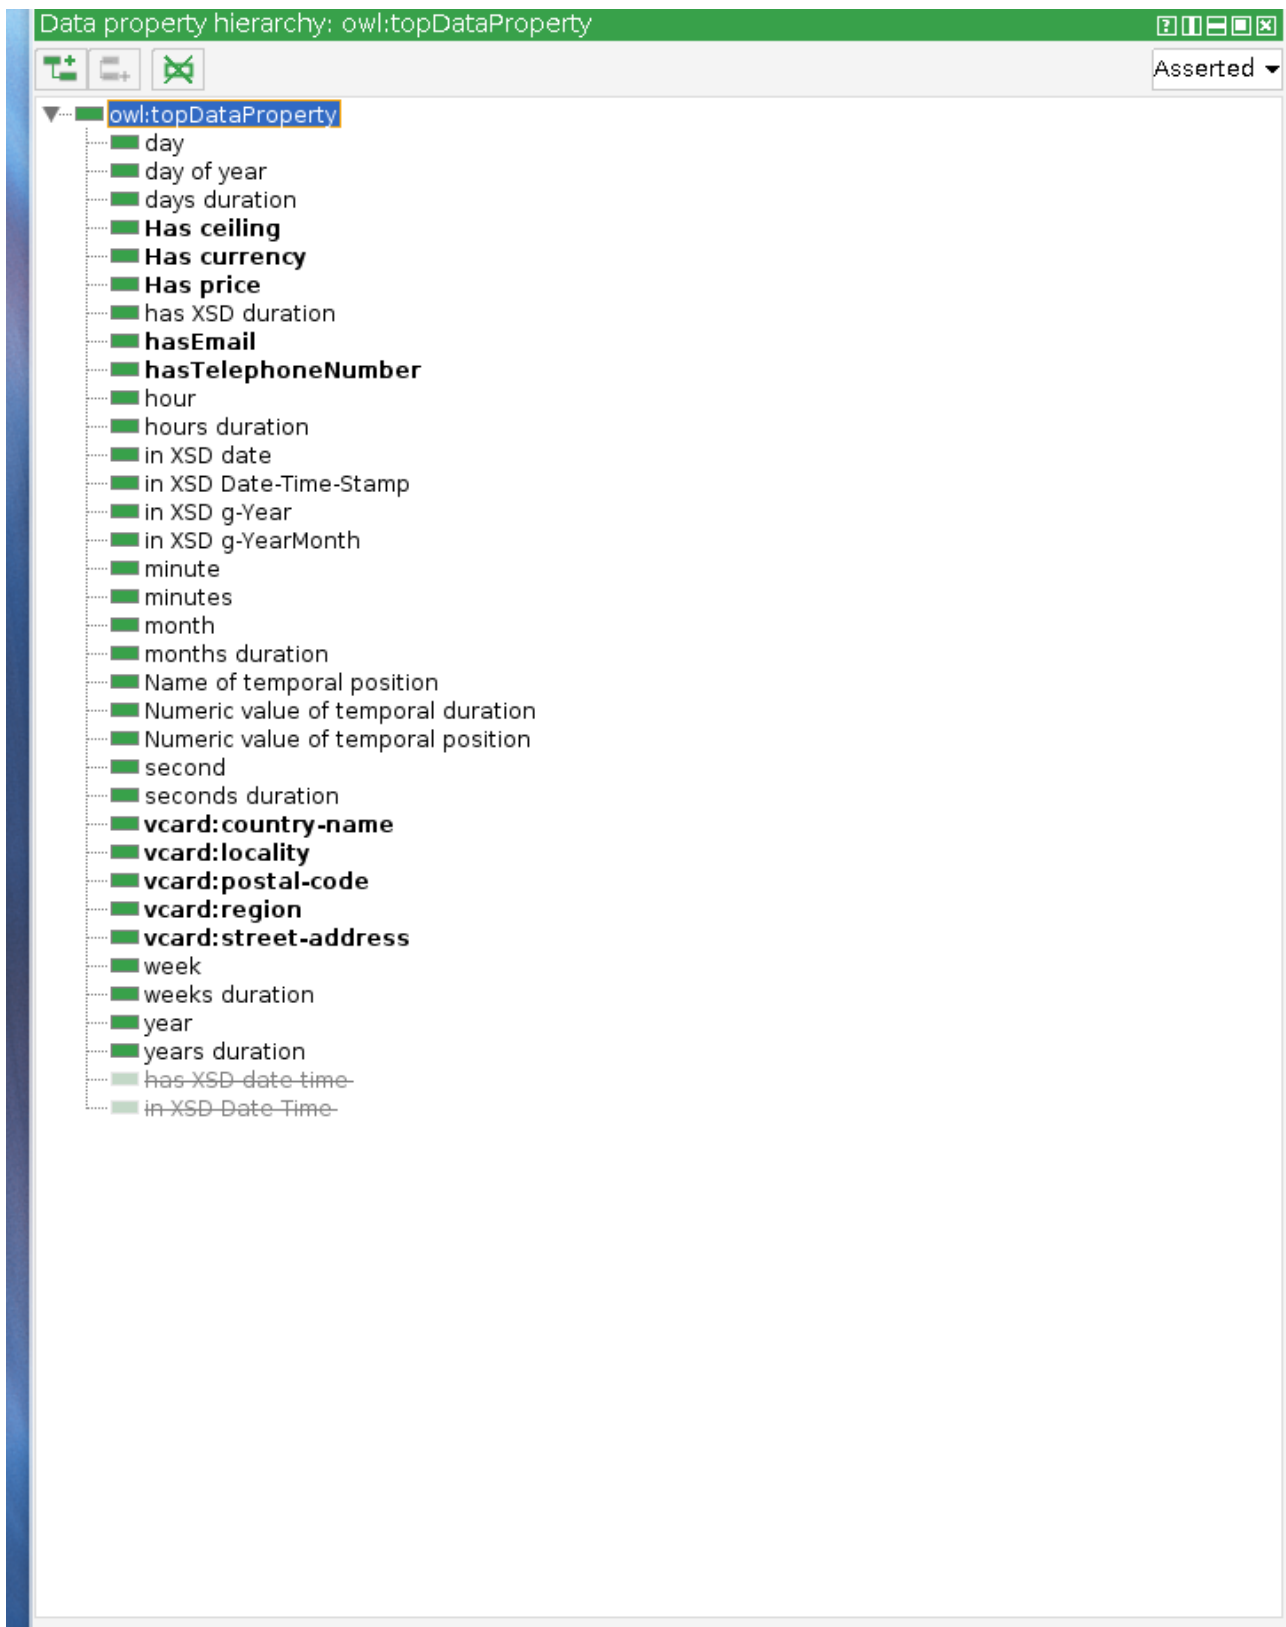 Data property hierarchy: owl:topDataProperty
Asserted
owl:topDataProperty
day
day of year
days duration
Has ceiling
Has currency
Has price
has XSD duration
hasEmail
hasTelephoneNumber
hour
hours duration
in XSD date
in XSD Date-Time-Stamp
in XSD g-Year
in XSD g-YearMonth
minute
minutes
month
months duration
Name of temporal position
Numeric value of temporal duration
Numeric value of temporal position
second
seconds duration
vcard:country-name
vcard:locality
vcard:postal-code
vcard:region
vcard:street-address
week
weeks duration
year
years duration
has XSD date time
in XSD Date Time